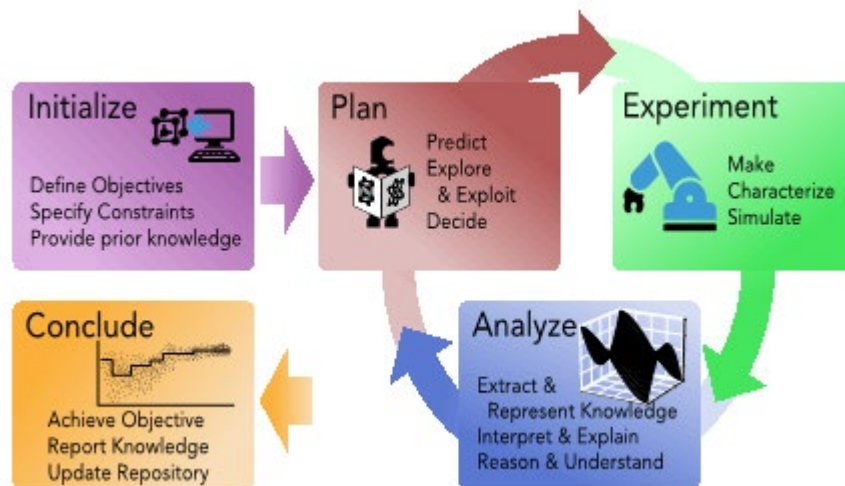 Initialize
Define Objectives
Specify Constraints
Provide prior knowledge
Plan
Predict
Explore
& Exploit
Decide
Experiment
Make
Characterize
Simulate
Analyze
Extract &
Represent Knowledge
Interpret & Explain
Reason & Understand
Conclude
Achieve Objective
Report Knowledge
Update Repository